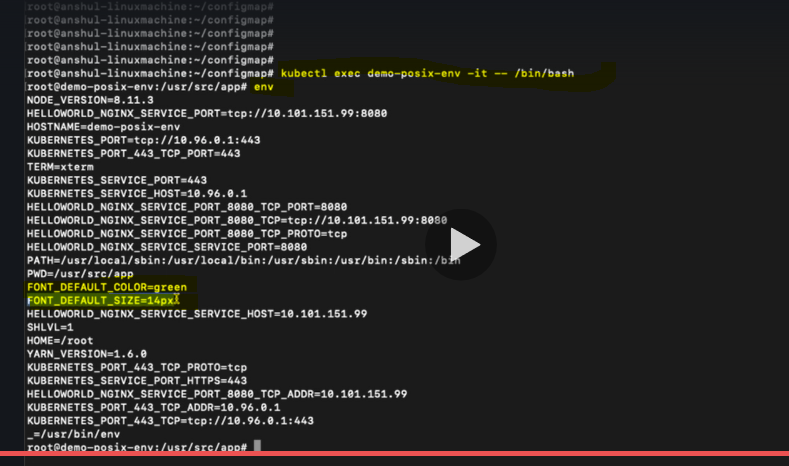 root@anshul-linuxmachine:~/configmap#
root@anshul-linuxmachine:~/configmap#
root@anshul-linuxmachine:~/configmap#
root@anshul-linuxmachine:~/configmap#
root@anshul-linuxmachine:~/configmap#
root@anshul-linuxmachine:~/configmap# kubectl exec demo-posix-env -it -- /bin/bash
root@demo-posix-env:/usr/src/app# env
NODE_VERSION=8.11.3
HELLOWORLD_NGINX_SERVICE_PORT=tcp://10.101.151.99:8080
HOSTNAME=demo-posix-env
KUBERNETES_PORT=tcp://10.96.0.1:443
KUBERNETES_PORT_443_TCP_PORT=443
TERM=xterm
KUBERNETES_SERVICE_PORT=443
KUBERNETES_SERVICE_HOST=10.96.0.1
HELLOWORLD_NGINX_SERVICE_PORT_8080_TCP_PORT=8080
HELLOWORLD_NGINX_SERVICE_PORT_8080_TCP=tcp://10.101.151.99:8080
HELLOWORLD_NGINX_SERVICE_PORT_8080_TCP_PROTO=tcp
HELLOWORLD_NGINX_SERVICE_SERVICE_PORT=8080
PATH=/usr/local/sbin:/usr/local/bin:/usr/sbin:/usr/bin:/sbin:/bin
PWD=/usr/src/app
FONT_DEFAULT_COLOR=green
FONT_DEFAULT_SIZE=14px
HELLOWORLD_NGINX_SERVICE_SERVICE_HOST=10.101.151.99
SHLVL=1
HOME=/root
YARN_VERSION=1.6.0
KUBERNETES_PORT_443_TCP_PROTO=tcp
KUBERNETES_SERVICE_PORT_HTTPS=443
HELLOWORLD_NGINX_SERVICE_PORT_8080_TCP_ADDR=10.101.151.99
KUBERNETES_PORT_443_TCP_ADDR=10.96.0.1
KUBERNETES_PORT_443_TCP=tcp://10.96.0.1:443
_=/usr/bin/env
root@demo-posix-env:/usr/src/app#